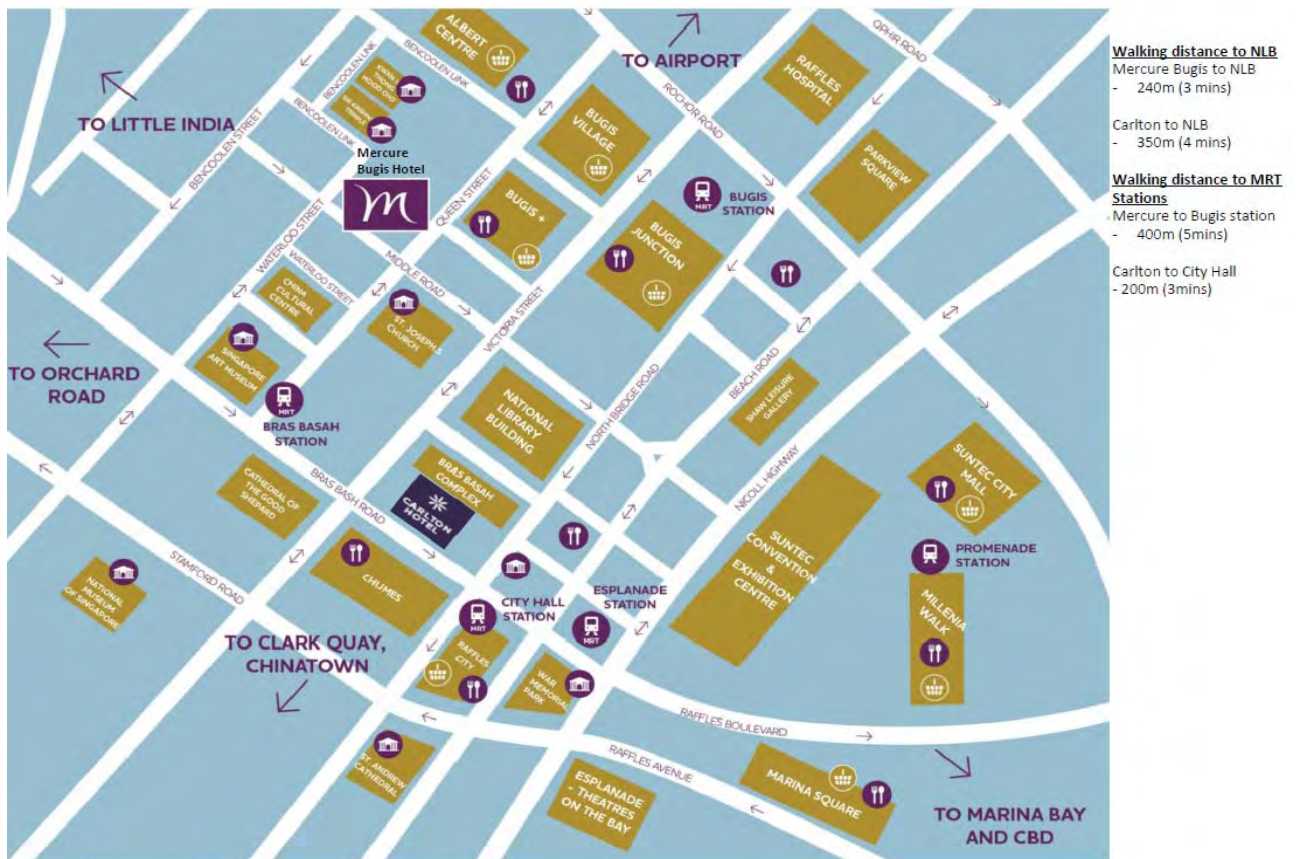 ALBERT
CENTRE
BENCOOLEN LINK
BENCOOLEN LINK
BENCOOLEN LINK
THONG
HOOD CHO
TEMPLE
TO AIRPORT
RAFFLES
HOSPITAL
OPHIR ROAD
ROCHOR ROAD
TO LITTLE INDIA
BENCOOLEN STREET
Mercure
Bugis Hotel
m
BUGIS
VILLAGE
PARKVIEW
SQUARE
MRT
BUGIS
STATION
QUEEN STREET
BUGIS +
BUGIS
JUNCTION
WATERLOO STREET
WATERLOO STREET
MIDDLE ROAD
CHINA
CULTURAL
CENTRE
ST. JOSEPH,S
CHURCH
VICTORIA STREET
SINGAPORE
ART MUSEUM
TO ORCHARD
ROAD
MRT
BRAS BASAH
STATION
NATIONAL
LIBRARY
BUILDING
NORTH BRIDGE ROAD
BEACH ROAD
SHAW LEISURE
GALLERY
NICOLL HIGHWAY
SUNTEC CITY
MALL
BRAS BASAH
COMPLEX
CARLTON
HOTEL
BRAS BASH ROAD
CATHEDRAL OF
THE GOOD
SHEPARD
SUNTEC
CONVENTION
&
EXHIBITION
CENTRE
PROMENADE
STATION
STAMFORD ROAD
CHIJMES
NATIONAL
MUSEUM
OF SINGAPORE
MRT
CITY HALL
STATION
ESPLANADE
STATION
MRT
MILLENIA
WALK
TO CLARK QUAY,
CHINATOWN
RAFFLES
CITY
WAR
MEMORIAL
PARK
RAFFLES BOULEVARD
RAFFLES AVENUE
ST. ANDREW
CATHEDRAL
ESPLANADE
- THEATRES
ON THE BAY
MARINA SQUARE
TO MARINA BAY
AND CBD
Walking distance to NLB
Mercure Bugis to NLB
- 240m (3 mins)
Carlton to NLB
- 350m (4 mins)
Walking distance to MRT
Stations
Mercure to Bugis station
- 400m (5mins)
Carlton to City Hall
- 200m (3mins)